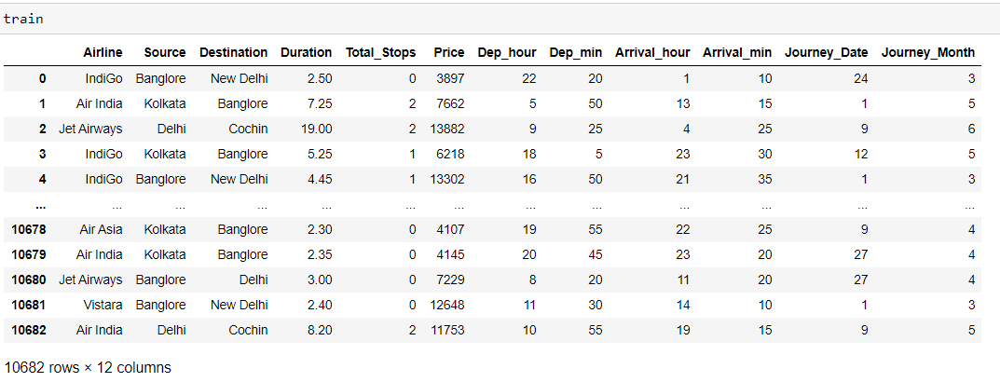 train
Airline Source Destination Duration Total_Stops Price Dep_hour Dep_min Arrival_hour Arrival_min Journey_Date Journey_Month
0 IndiGo Banglore New Delhi 2.50 0 3897 22 20 1 10 24 3
1 Air India Kolkata Banglore 7.25 2 7662 5 50 13 15 1 5
2 Jet Airways Delhi Cochin 19.00 2 13882 9 25 4 25 9 6
3 IndiGo Kolkata Banglore 5.25 1 6218 18 5 23 30 12 5
4 IndiGo Banglore New Delhi 4.45 1 13302 16 50 21 35 1 3
... ... ... ... ... ... ... ... ... ... ... ... ...
10678 Air Asia Kolkata Banglore 2.30 0 4107 19 55 22 25 9 4
10679 Air India Kolkata Banglore 2.35 0 4145 20 45 23 20 27 4
10680 Jet Airways Banglore Delhi 3.00 0 7229 8 20 11 20 27 4
10681 Vistara Banglore New Delhi 2.40 0 12648 11 30 14 10 1 3
10682 Air India Delhi Cochin 8.20 2 11753 10 55 19 15 9 5
10682 rows × 12 columns